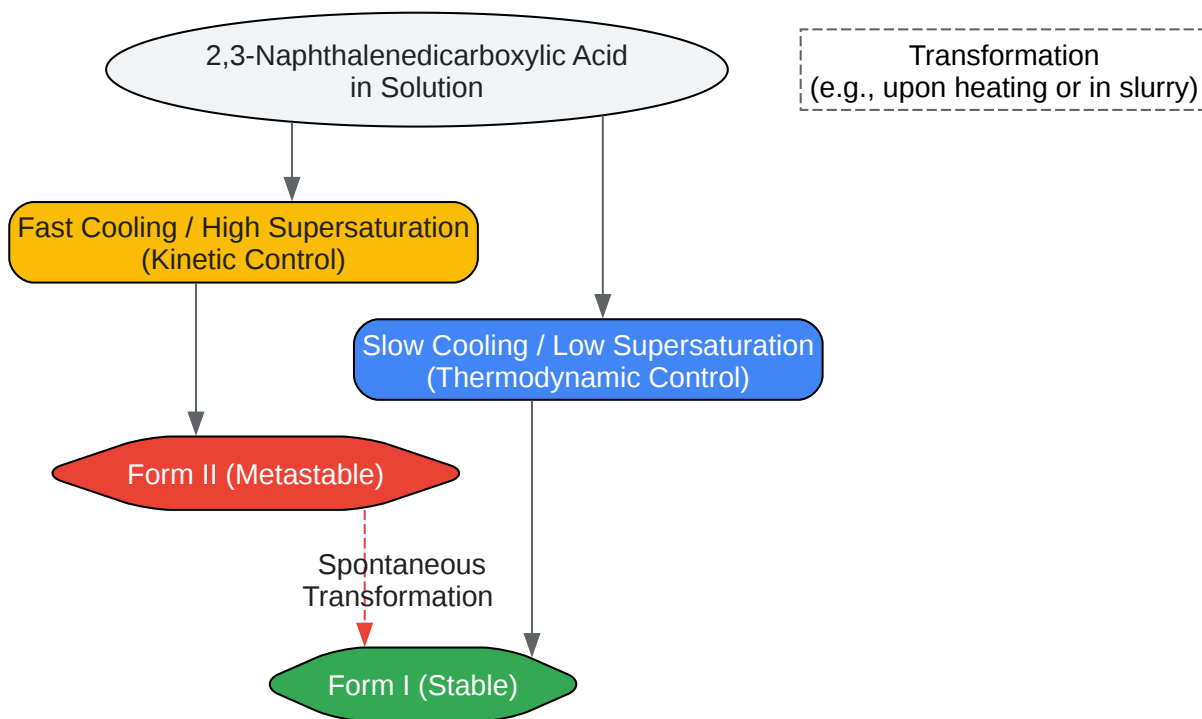 2,3-Naphthalenedicarboxylic Acid
in Solution
Transformation
(e.g., upon heating or in slurry)
Fast Cooling / High Supersaturation
(Kinetic Control)
Slow Cooling / Low Supersaturation
(Thermodynamic Control)
Form II (Metastable)
Spontaneous
Transformation
Form I (Stable)